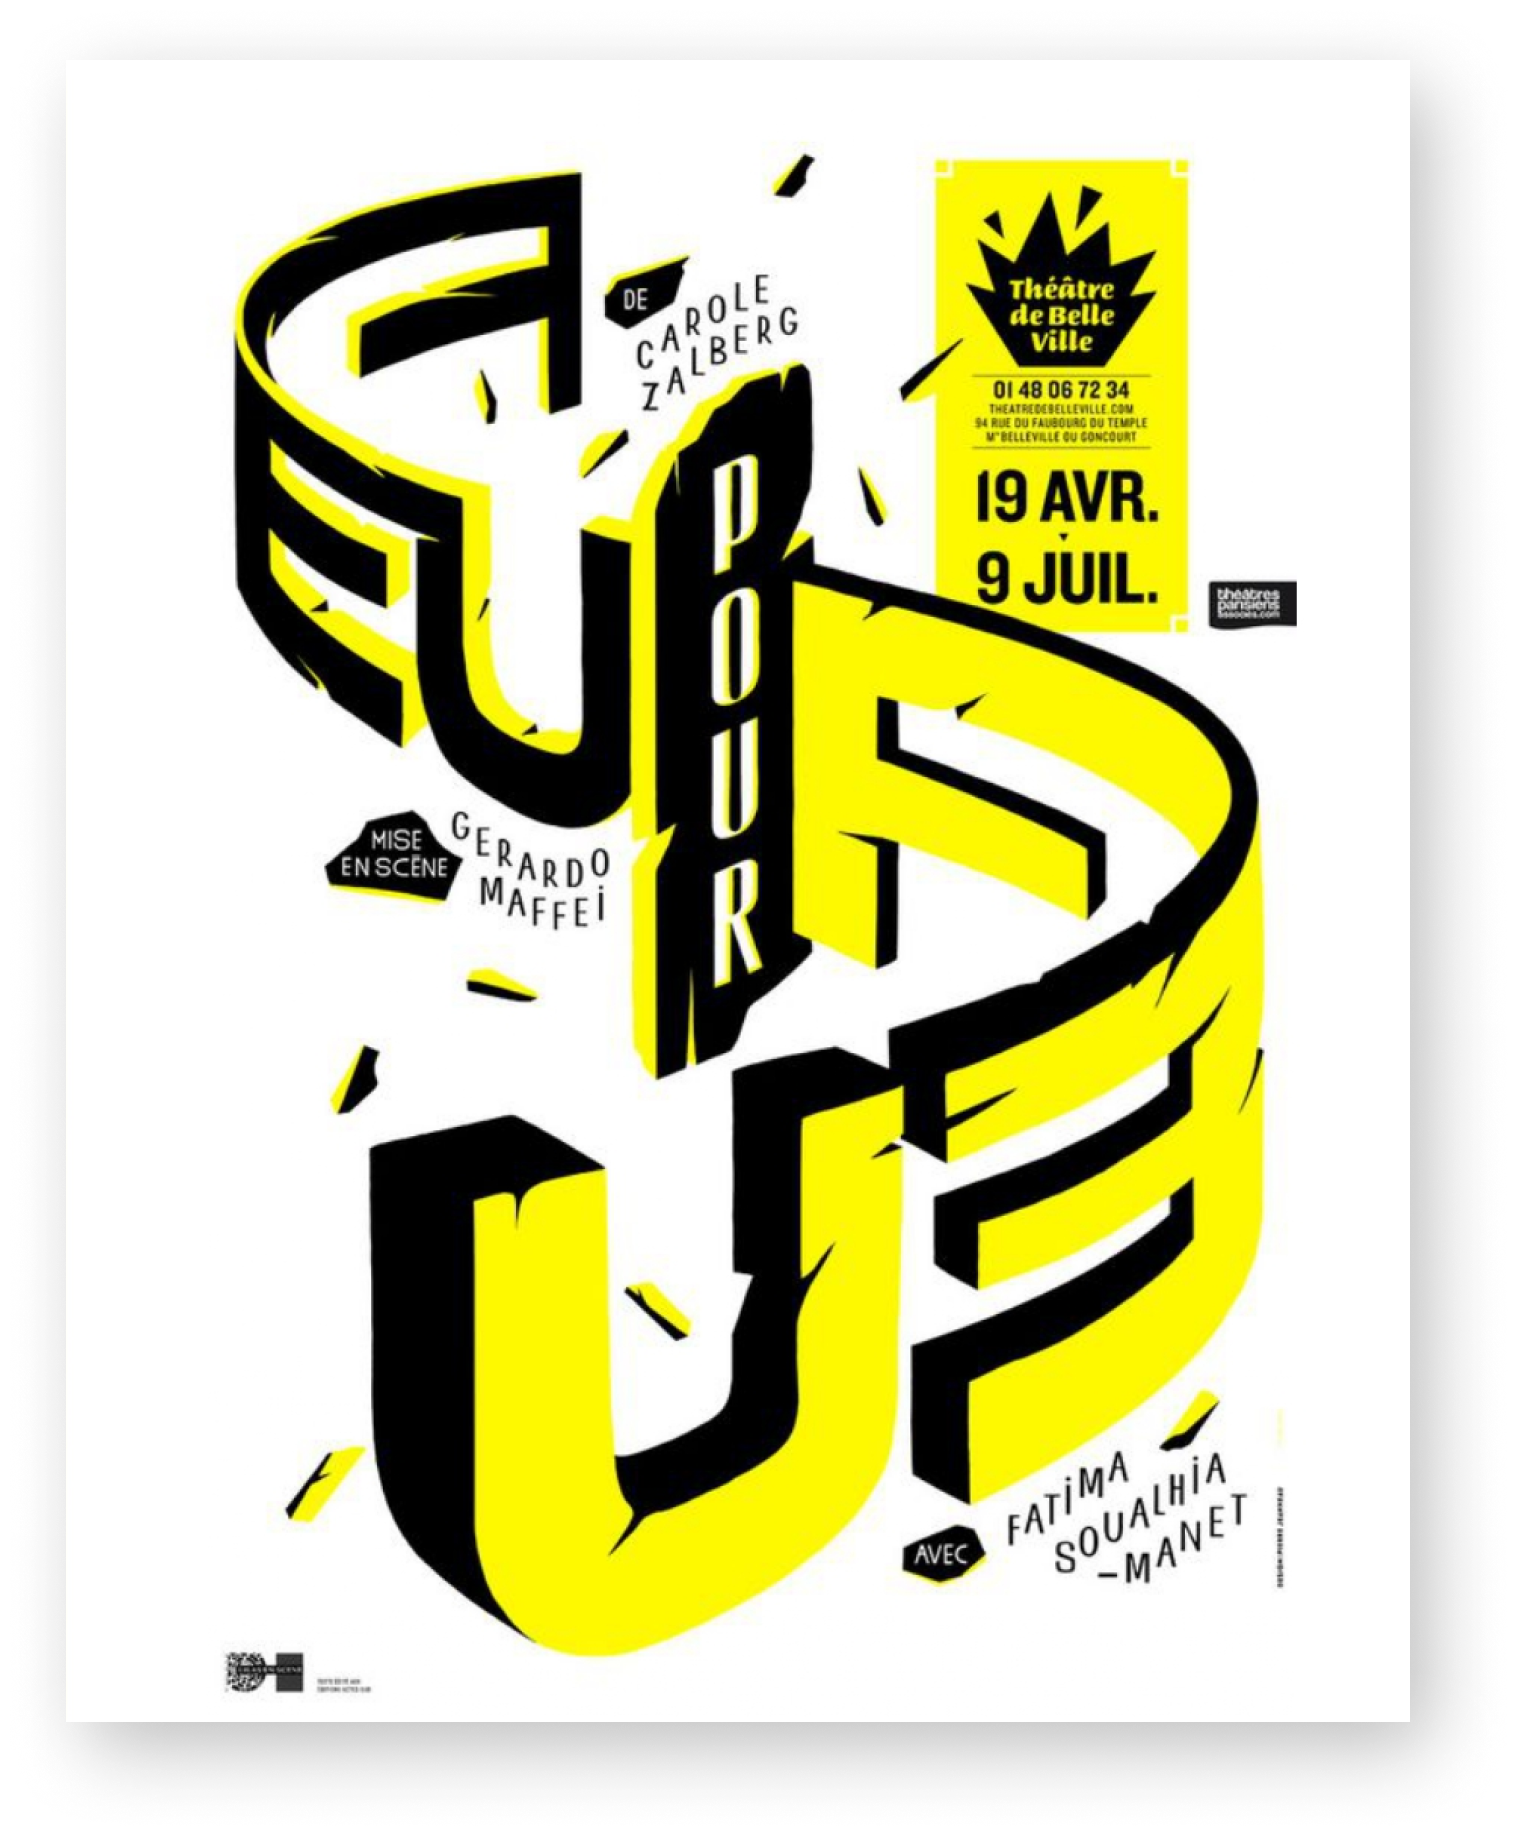 FEU
POUR
FEU
DE
CAROLE
ZALBERG
Théâtre
de Belle
Ville
01 48 06 72 34
THEATREDEBELLEVILLE.COM
94 RUE DU FAUBOURG DU TEMPLE
M° BELLEVILLE OU GONCOURT
19 AVR.
9 JUIL.
théâtres
parisiens
associés.com
MISE
EN SCÈNE
GERARDO
MAFFEI
AVEC
FATIMA
SOUALHIA
–MANET